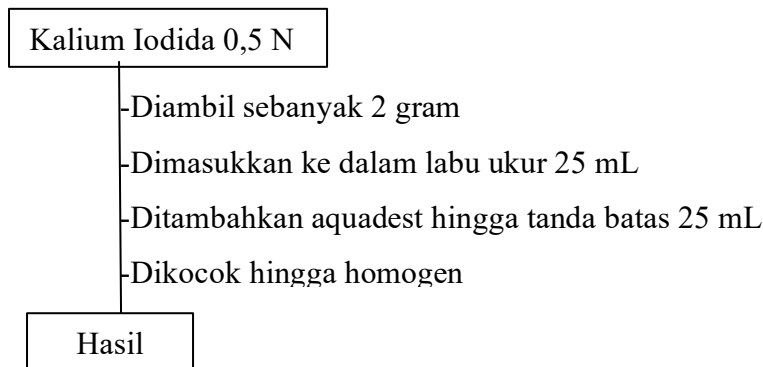 Kalium Iodida 0,5 N
-Diambil sebanyak 2 gram
-Dimasukkan ke dalam labu ukur 25 mL
-Ditambahkan aquadest hingga tanda batas 25 mL
-Dikocok hingga homogen
Hasil